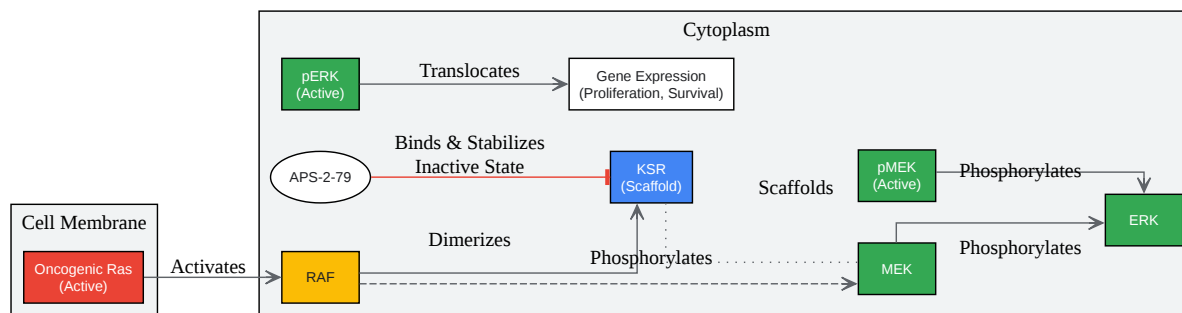 Cytoplasm
pERK
(Active)
Translocates
Gene Expression
(Proliferation, Survival)
Binds & Stabilizes
Inactive State
APS-2-79
KSR
(Scaffold)
Scaffolds
pMEK
(Active)
Phosphorylates
ERK
Cell Membrane
Oncogenic Ras
(Active)
Activates
RAF
Dimerizes
Phosphorylates
MEK
Phosphorylates